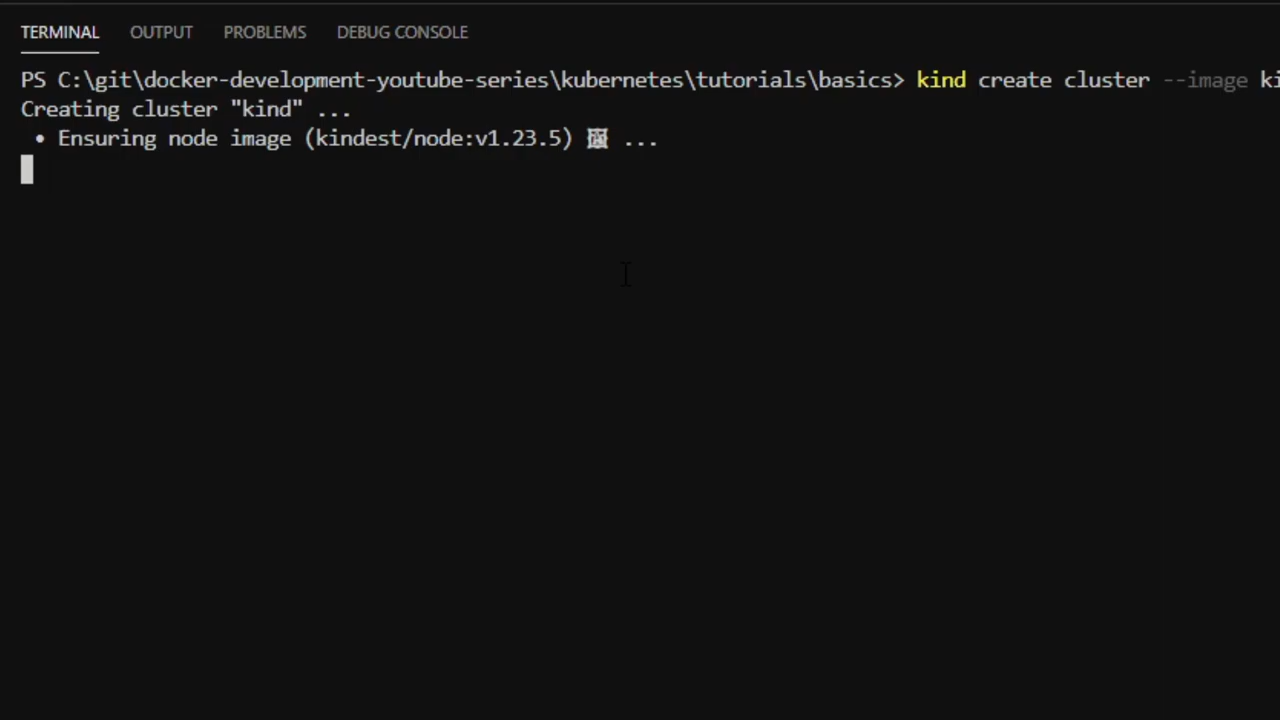 TERMINAL OUTPUT PROBLEMS DEBUG CONSOLE
PS C:\git\docker-development-youtube-series\kubernetes\tutorials\basics> kind create cluster --image ki
Creating cluster "kind" ...
• Ensuring node image (kindest/node:v1.23.5) 🖼 ...